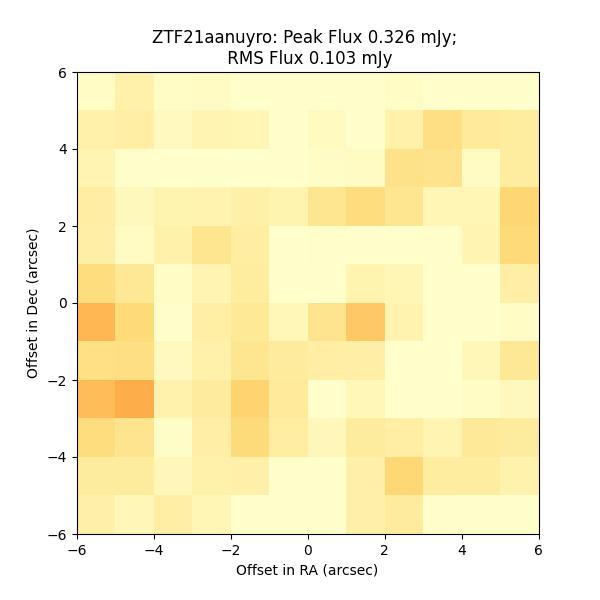 ZTF21aanuyro: Peak Flux 0.326 mJy;
RMS Flux 0.103 mJy
6
4
2
0
−2
−4
−6
Offset in Dec (arcsec)
−6 −4 −2 0 2 4 6
Offset in RA (arcsec)